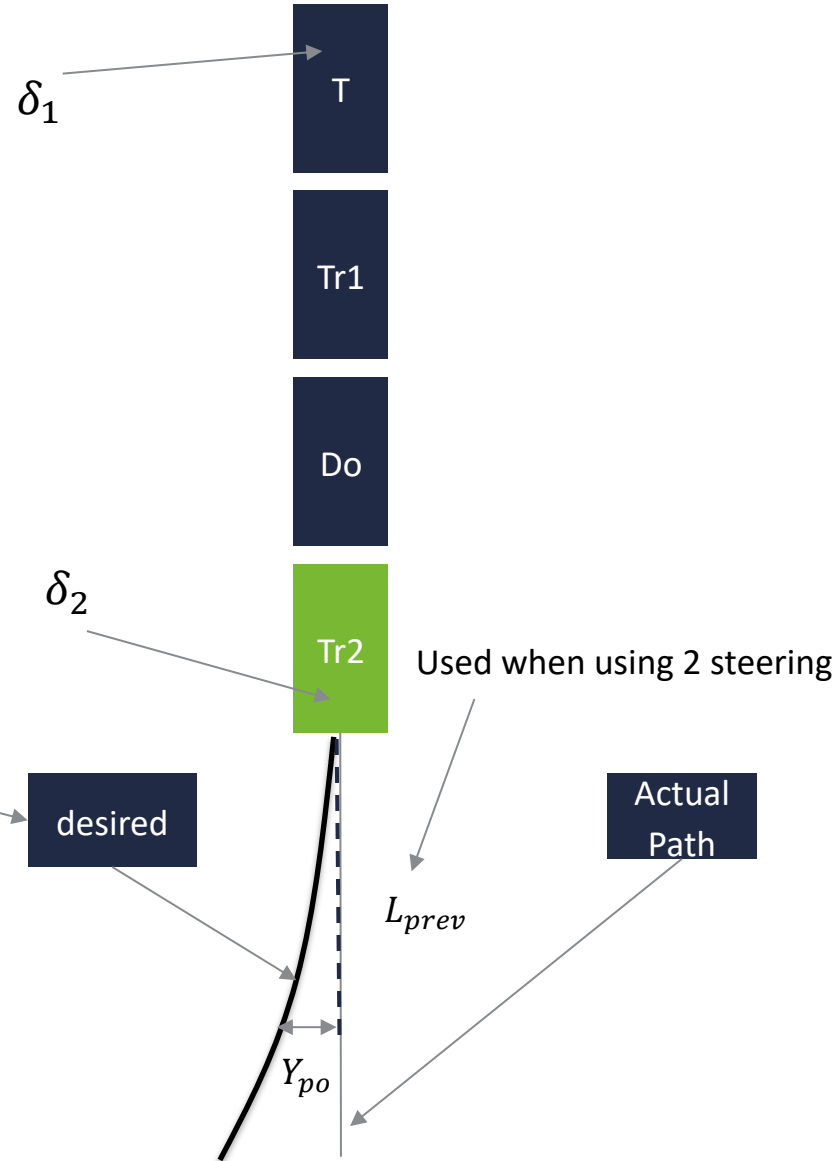 T
δ₁
Tr1
Do
δ₂
Tr2
Used when using 2 steering
desired
Actual
Path
L_prev
Y_po